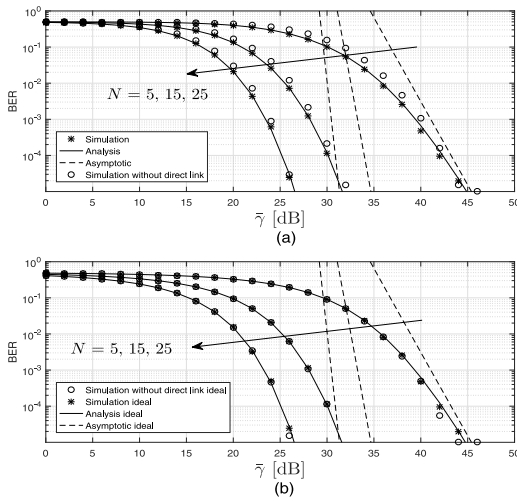 10^0
10^-1
10^-2
10^-3
10^-4
BER
N = 5, 15, 25
Simulation
Analysis
Asymptotic
Simulation without direct link
0 5 10 15 20 25 30 35 40 45 50
γ̄ [dB]
(a)
10^0
10^-1
10^-2
10^-3
10^-4
BER
N = 5, 15, 25
Simulation without direct link ideal
Simulation ideal
Analysis ideal
Asymptotic ideal
0 5 10 15 20 25 30 35 40 45 50
γ̄ [dB]
(b)